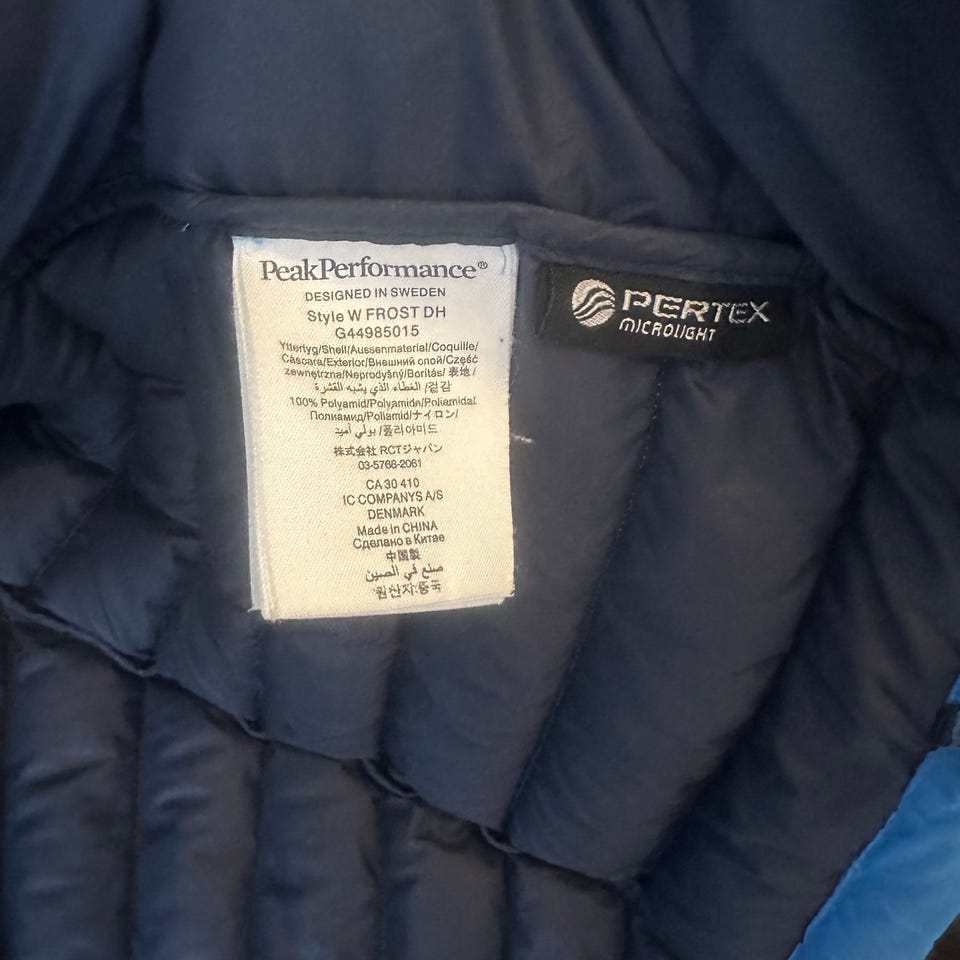 PeakPerformance®
DESIGNED IN SWEDEN
Style W FROST DH
G44985015
Yttertyg/Shell/Aussenmaterial/Coquille/
Cáscara/Exterior/Внешний слой/Część
zewnętrzna/Neprodyšný/Borítás/ 表地/
الغطاء الذي يشبه القشرة /겉감
100% Polyamid/Polyamide/Poliamida/
Полиамид/Poliamid/ナイロン/
بولي أميد /폴리아미드
株式会社 RCTジャパン
03-5766-2061
CA 30 410
IC COMPANYS A/S
DENMARK
Made in CHINA
Сделано в Китае
中国製
صنع في الصين
원산지:중국
PERTEX
MICROLIGHT